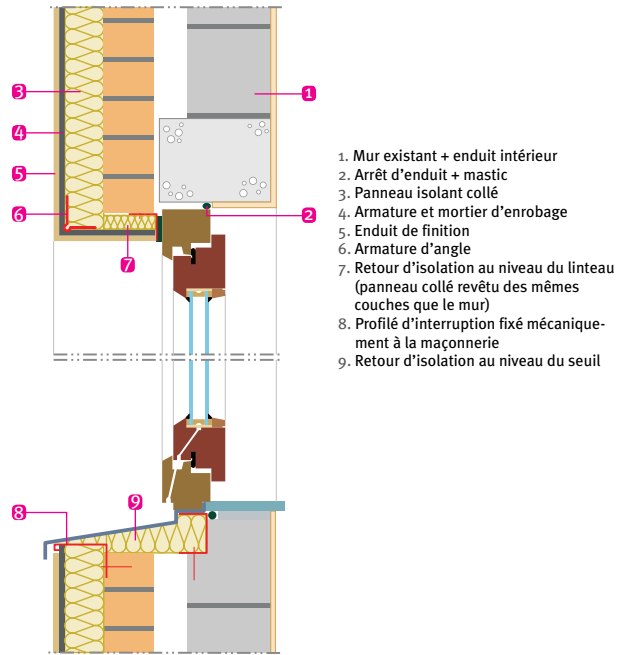 3
1
4
5
6
2
7
1. Mur existant + enduit intérieur
2. Arrêt d’enduit + mastic
3. Panneau isolant collé
4. Armature et mortier d’enrobage
5. Enduit de finition
6. Armature d’angle
7. Retour d’isolation au niveau du linteau
(panneau collé revêtu des mêmes
couches que le mur)
8. Profilé d’interruption fixé mécanique-
ment à la maçonnerie
9. Retour d’isolation au niveau du seuil
9
8